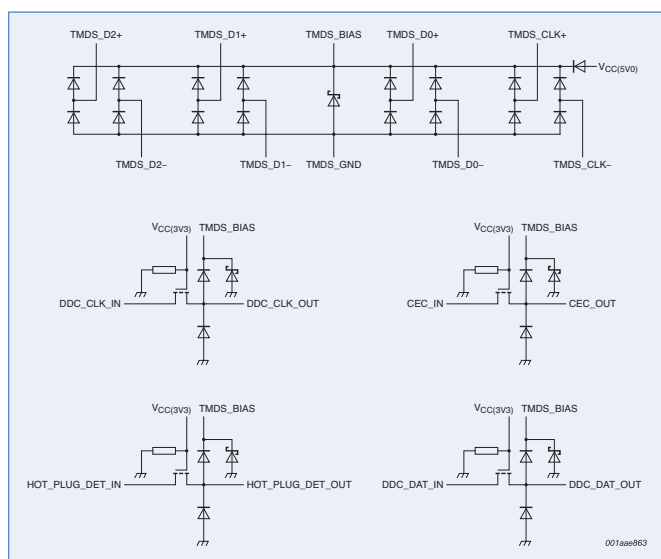 TMDS_D2+ TMDS_D1+ TMDS_BIAS TMDS_D0+ TMDS_CLK+
VCC(5V0)
TMDS_D2− TMDS_D1− TMDS_GND TMDS_D0− TMDS_CLK−
VCC(3V3) TMDS_BIAS
DDC_CLK_IN DDC_CLK_OUT
VCC(3V3) TMDS_BIAS
CEC_IN CEC_OUT
VCC(3V3) TMDS_BIAS
HOT_PLUG_DET_IN HOT_PLUG_DET_OUT
VCC(3V3) TMDS_BIAS
DDC_DAT_IN DDC_DAT_OUT
001aae863